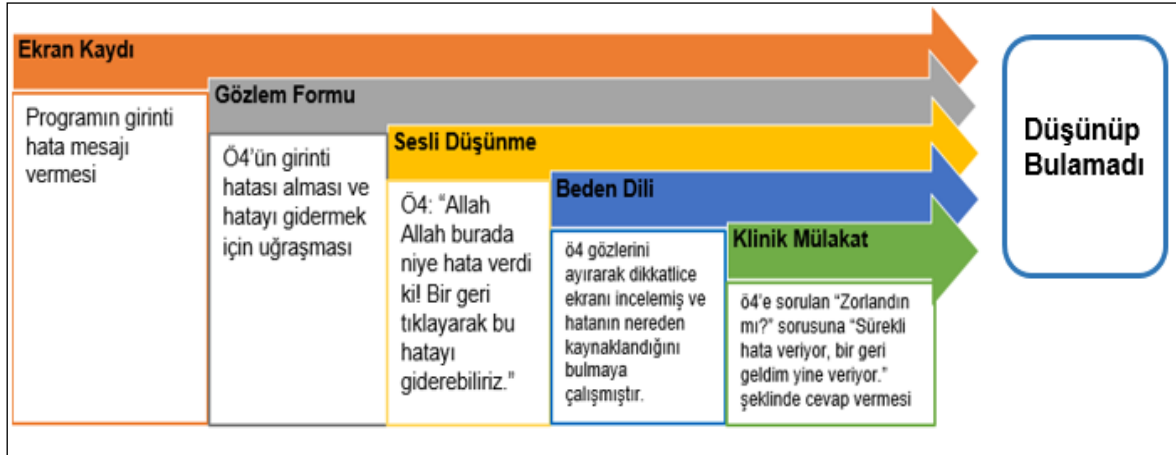 Ekran Kaydı
Programın girinti
hata mesajı
vermesi
Gözlem Formu
Ö4'ün girinti
hatası alması ve
hatayı gidermek
için uğraşması
Sesli Düşünme
Ö4: “Allah
Allah burada
niye hata verdi
ki! Bir geri
tıklayarak bu
hatayı
giderebiliriz.”
Beden Dili
ö4 gözlerini
ayırarak dikkatlice
ekranı incelemiş ve
hatanın nereden
kaynaklandığını
bulmaya
çalışmıştır.
Klinik Mülakat
ö4'e sorulan “Zorlandın
mı?” sorusuna “Sürekli
hata veriyor, bir geri
geldim yine veriyor.”
şeklinde cevap vermesi
Düşünüp
Bulamadı